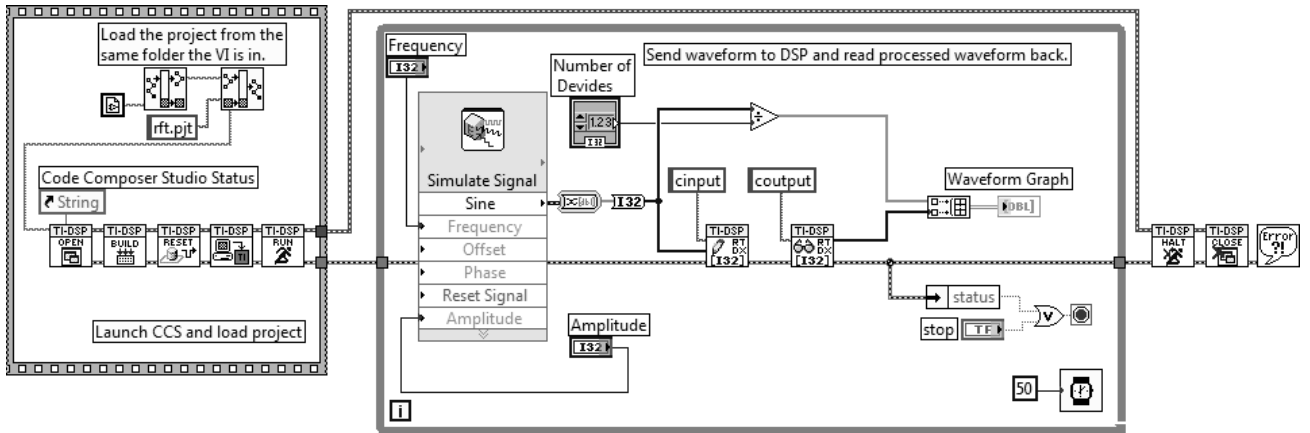 Load the project from the
same folder the VI is in.
rft.pjt
Code Composer Studio Status
String
TI-DSP
OPEN
TI-DSP
BUILD
TI-DSP
RESET
TI-DSP
TI
TI-DSP
RUN
Launch CCS and load project
Frequency
I32
Simulate Signal
Sine
Frequency
Offset
Phase
Reset Signal
Amplitude
Number of
Devides
1.23
I32
Send waveform to DSP and read processed waveform back.
÷
I32
cinput
coutput
TI-DSP
RT
DX
[I32]
TI-DSP
RT
DX
[I32]
Waveform Graph
DBL]
Amplitude
I32
status
stop
TF
V
50
i
TI-DSP
HALT
TI-DSP
CLOSE
Error
?!